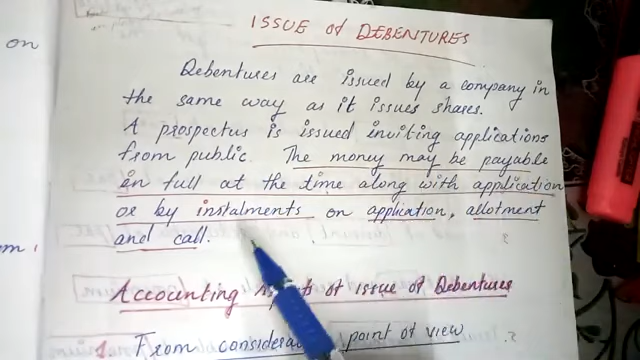 ISSUE of DEBENTURES
on
Debentures are issued by a company in
the same way as it issues shares.
A prospectus is issued inviting applications
from public. The money may be payable
in full at the time along with application
or by instalments on application, allotment
and call.
Accounting of issue of Debentures
1. From point of view